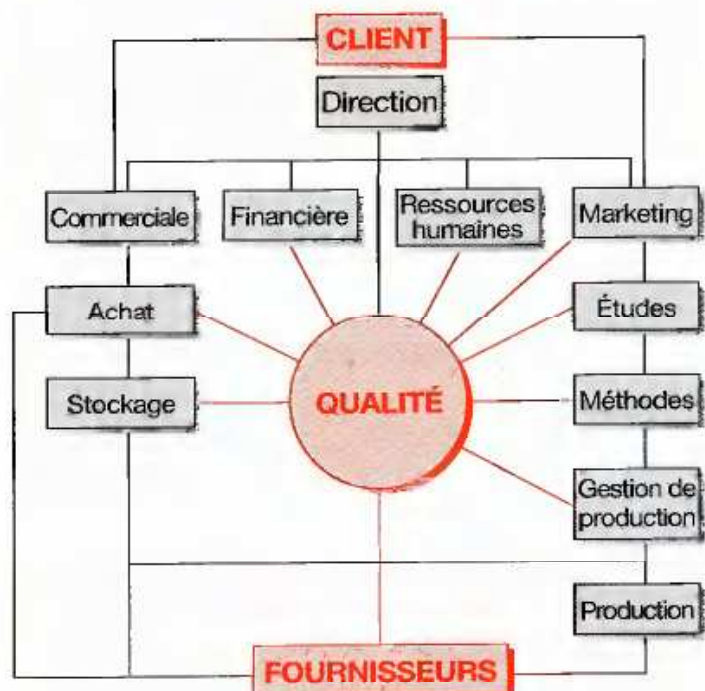 CLIENT
Direction
Commerciale
Financière
Ressources
humaines
Marketing
Achat
Études
Stockage
QUALITÉ
Méthodes
Gestion de
production
Production
FOURNISSEURS